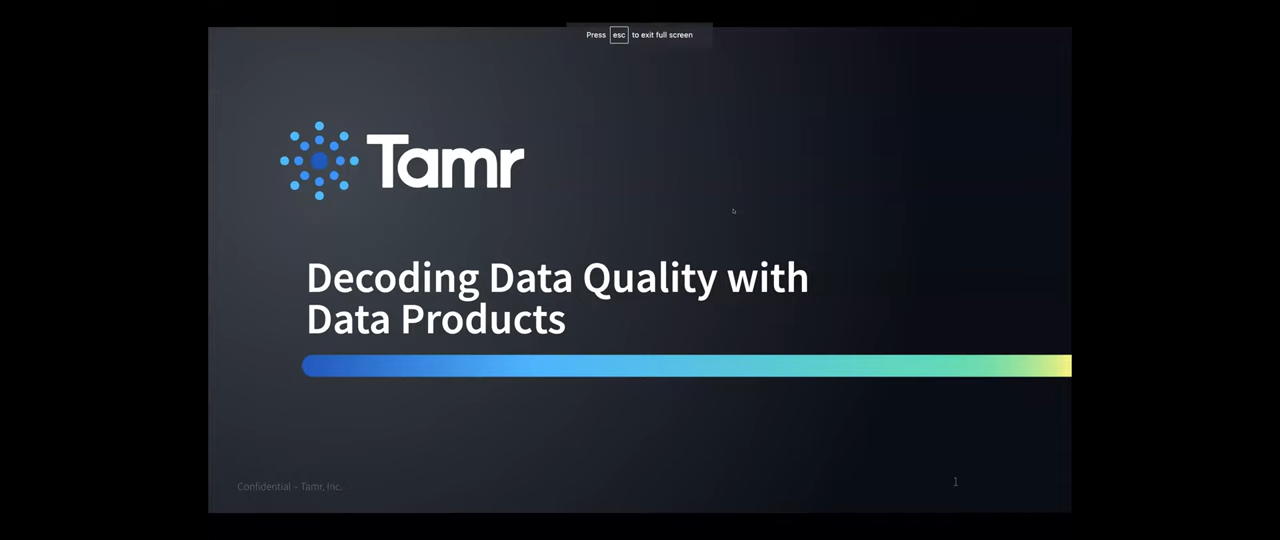 Press esc to exit full screen
Tamr
Decoding Data Quality with
Data Products
Confidential - Tamr, Inc.
1